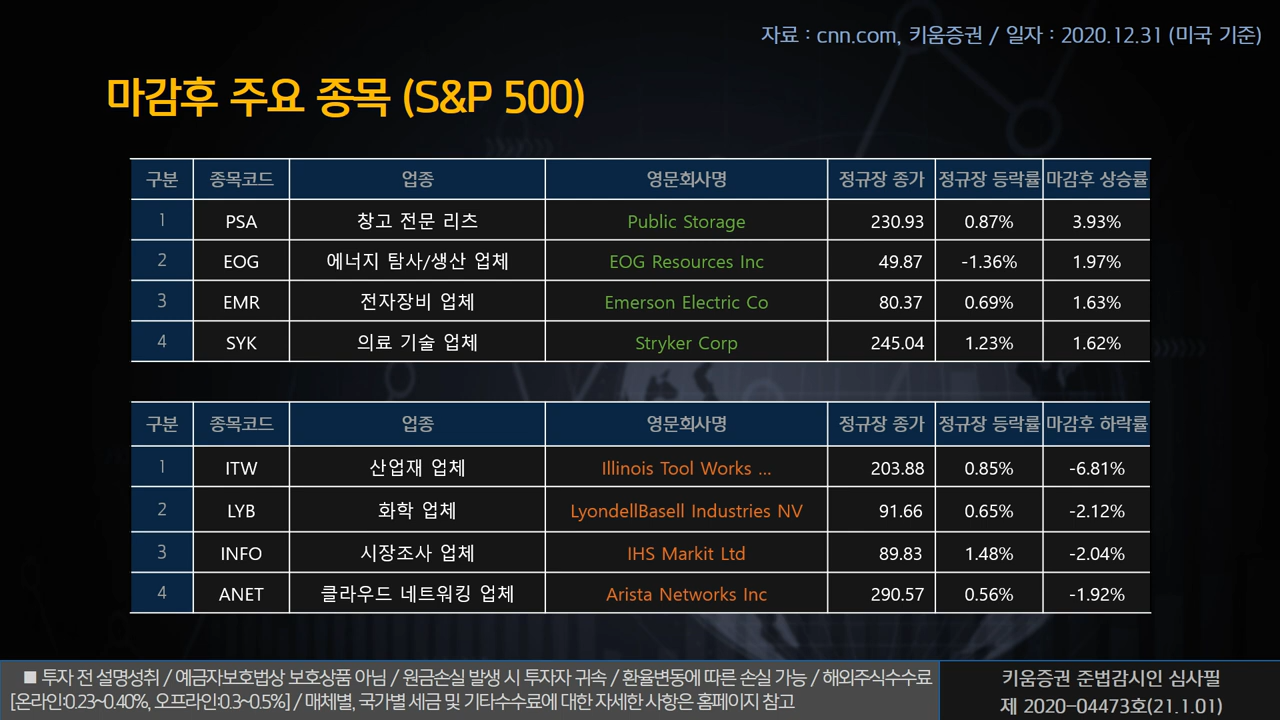 자료 : cnn.com, 키움증권 / 일자 : 2020.12.31 (미국 기준)
마감후 주요 종목 (S&P 500)
구분 종목코드 업종 영문회사명 정규장 종가 정규장 등락률 마감후 상승률
1 PSA 창고 전문 리츠 Public Storage 230.93 0.87% 3.93%
2 EOG 에너지 탐사/생산 업체 EOG Resources Inc 49.87 -1.36% 1.97%
3 EMR 전자장비 업체 Emerson Electric Co 80.37 0.69% 1.63%
4 SYK 의료 기술 업체 Stryker Corp 245.04 1.23% 1.62%
구분 종목코드 업종 영문회사명 정규장 종가 정규장 등락률 마감후 하락률
1 ITW 산업재 업체 Illinois Tool Works ... 203.88 0.85% -6.81%
2 LYB 화학 업체 LyondellBasell Industries NV 91.66 0.65% -2.12%
3 INFO 시장조사 업체 IHS Markit Ltd 89.83 1.48% -2.04%
4 ANET 클라우드 네트워킹 업체 Arista Networks Inc 290.57 0.56% -1.92%
■ 투자 전 설명성취 / 예금자보호법상 보호상품 아님 / 원금손실 발생 시 투자자 귀속 / 환율변동에 따른 손실 가능 / 해외주식수수료
[온라인:0.23~0.40%, 오프라인:0.3~0.5%] / 매체별, 국가별 세금 및 기타수수료에 대한 자세한 사항은 홈페이지 참고
키움증권 준법감시인 심사필
제 2020-04473호(21.1.01)